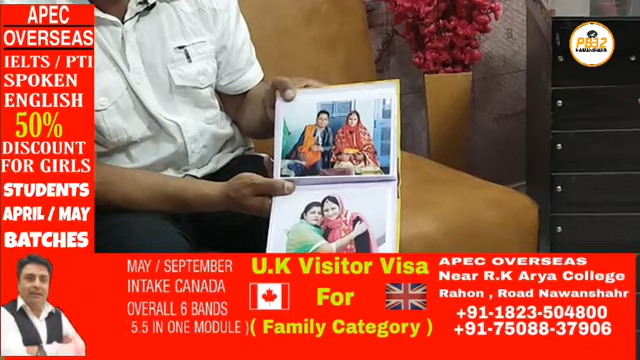 APEC
OVERSEAS
IELTS / PTI
SPOKEN
ENGLISH
50%
DISCOUNT
FOR GIRLS
STUDENTS
APRIL / MAY
BATCHES
PB32
NAWANSHAHR
MAY / SEPTEMBER
INTAKE CANADA
OVERALL 6 BANDS
( 5.5 IN ONE MODULE )
U.K Visitor Visa
For
( Family Category )
APEC OVERSEAS
Near R.K Arya College
Rahon , Road Nawanshahr
+91-1823-504800
+91-75088-37906